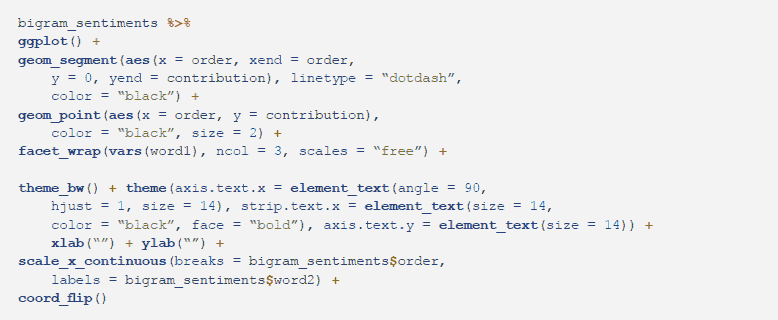 bigram_sentiments %>%
ggplot() +
geom_segment(aes(x = order, xend = order,
y = 0, yend = contribution), linetype = “dotdash”,
color = “black”) +
geom_point(aes(x = order, y = contribution),
color = “black”, size = 2) +
facet_wrap(vars(word1), ncol = 3, scales = “free”) +
theme_bw() + theme(axis.text.x = element_text(angle = 90,
hjust = 1, size = 14), strip.text.x = element_text(size = 14,
color = “black”, face = “bold”), axis.text.y = element_text(size = 14)) +
xlab(“”) + ylab(“”) +
scale_x_continuous(breaks = bigram_sentiments$order,
labels = bigram_sentiments$word2) +
coord_flip()